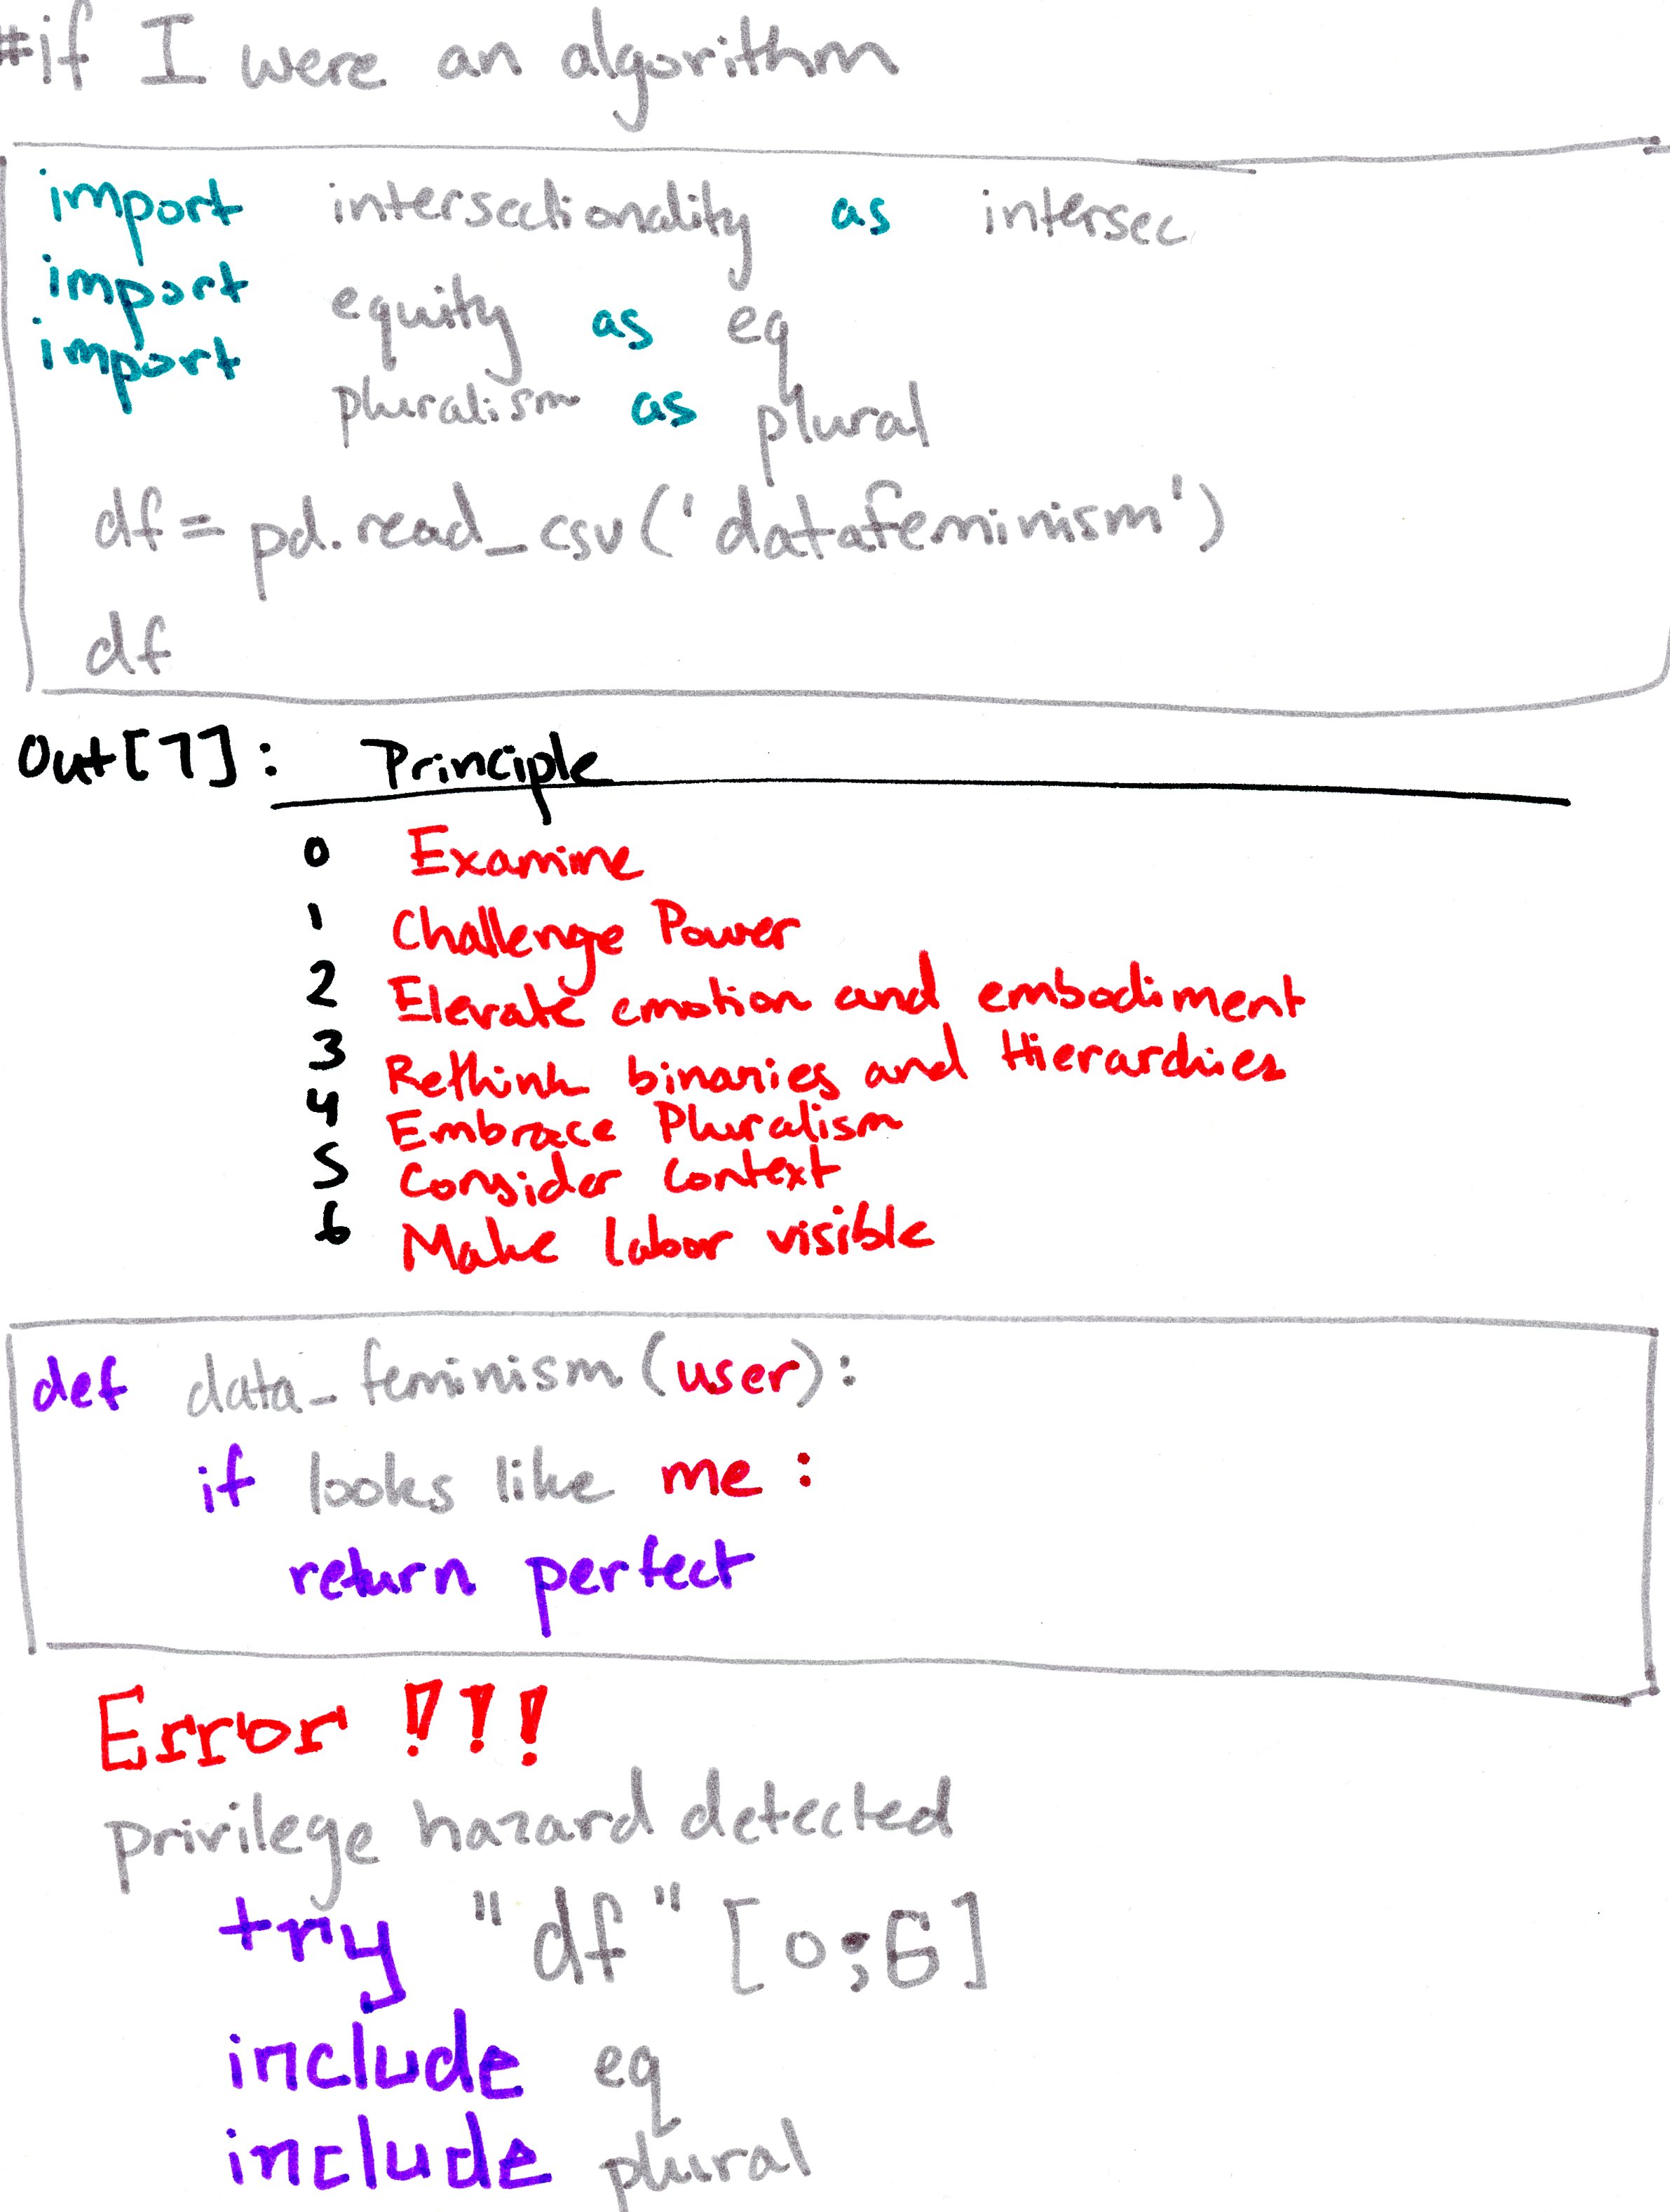 #if I were an algorithm
import intersectionality as intersec
import equity as eq
import pluralism as plural
df = pd.read_csv('datafeminism')
df
Out[7]: Principle
0 Examine
1 Challenge Power
2 Elevate emotion and embodiment
3 Rethink binaries and Hierarchies
4 Embrace Pluralism
5 Consider Context
6 Make labor visible
def data_feminism(user):
if looks like me:
return perfect
Error !!!
privilege hazard detected
try "df" [0;6]
include eq
include plural